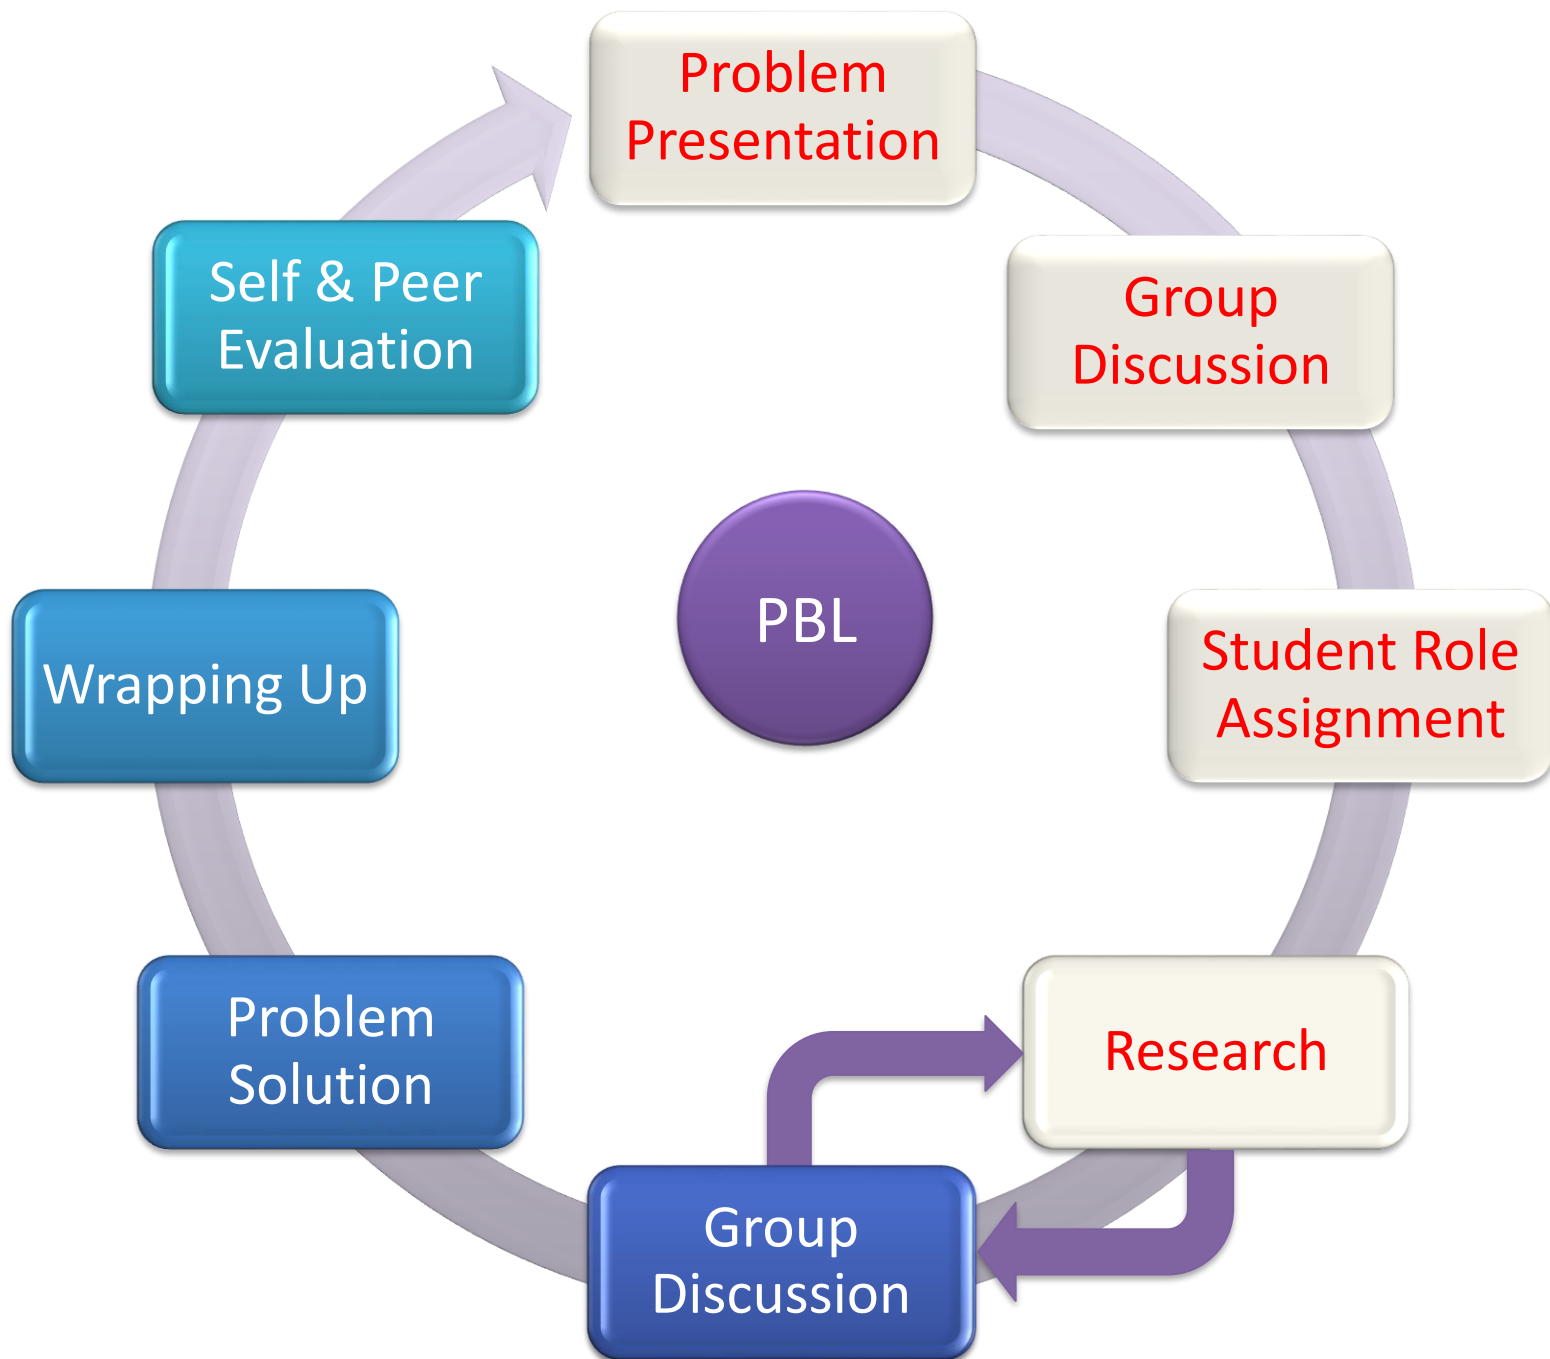 Problem
Presentation
Group
Discussion
Student Role
Assignment
Research
Group
Discussion
Problem
Solution
Wrapping Up
Self & Peer
Evaluation
PBL